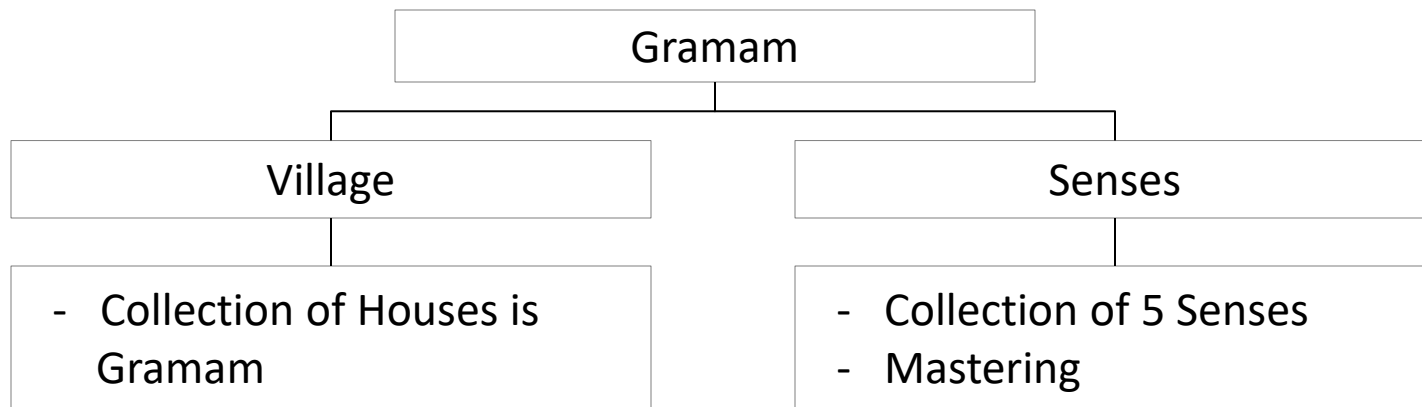 Gramam
Village
Senses
- Collection of Houses is
Gramam
- Collection of 5 Senses
- Mastering